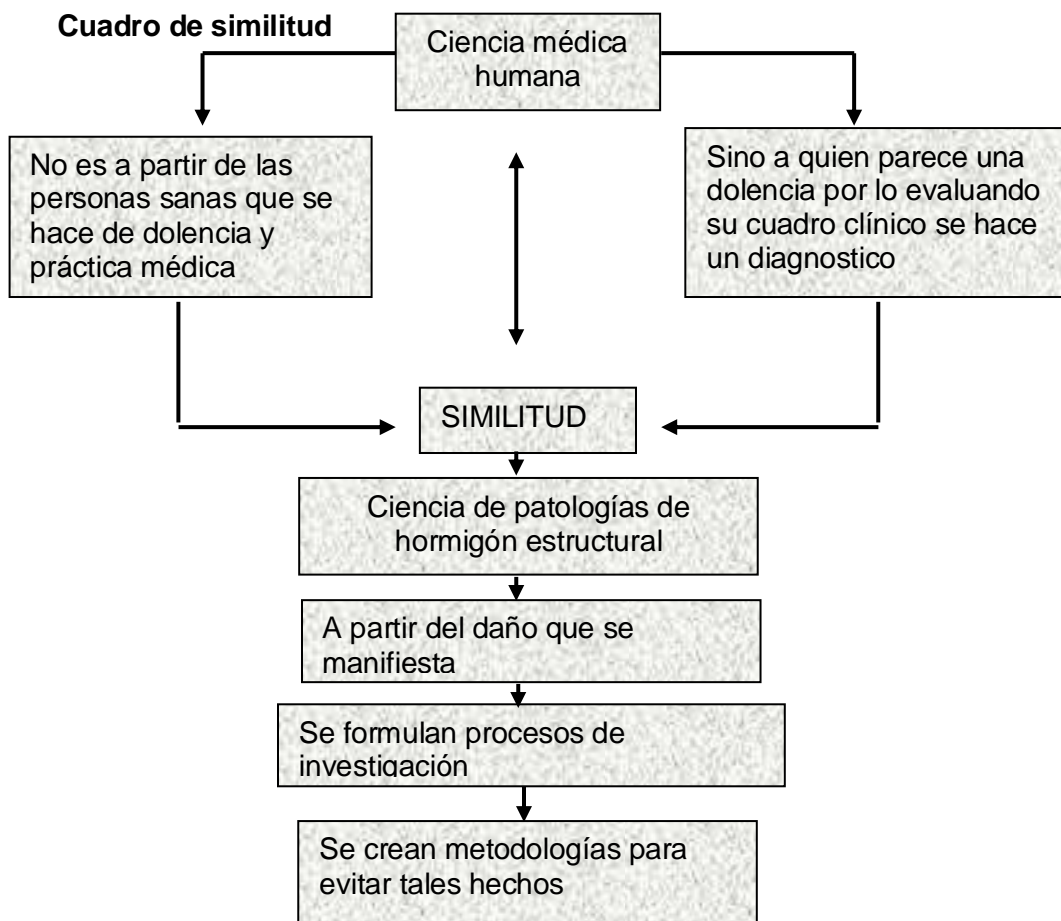 Cuadro de similitud
Ciencia médica
humana
No es a partir de las
personas sanas que se
hace de dolencia y
práctica médica
Sino a quien parece una
dolencia por lo evaluando
su cuadro clínico se hace
un diagnostico
SIMILITUD
Ciencia de patologías de
hormigón estructural
A partir del daño que se
manifiesta
Se formulan procesos de
investigación
Se crean metodologías para
evitar tales hechos